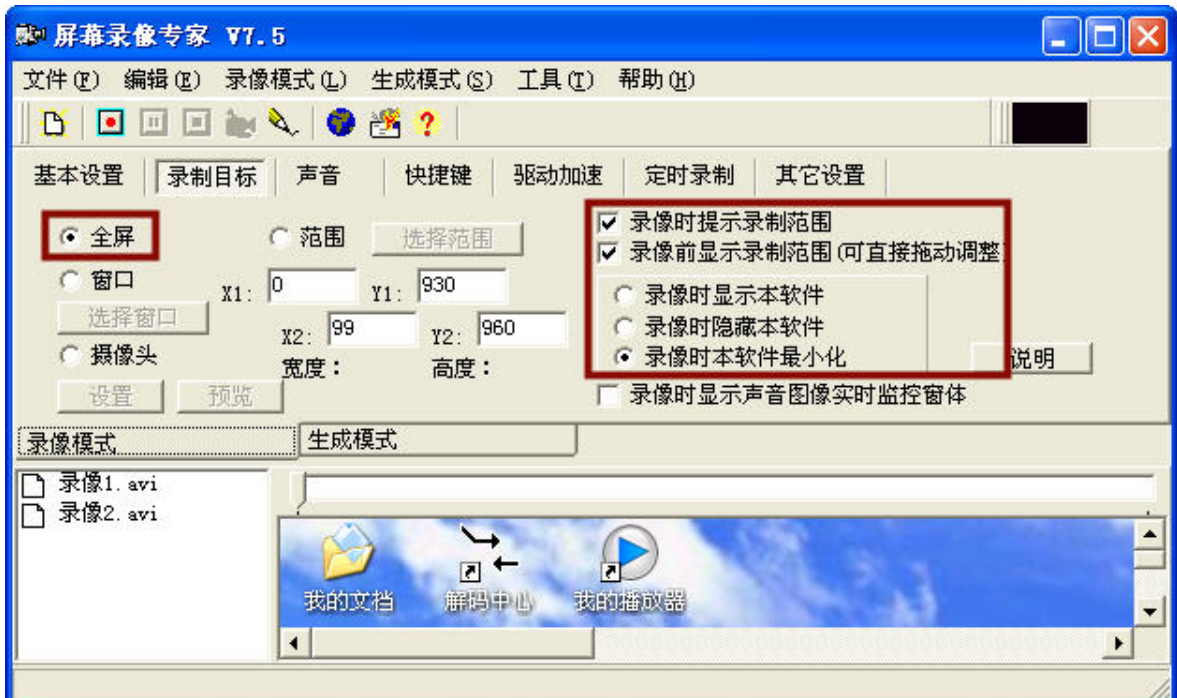 屏幕录像专家 V7.5
文件(F) 编辑(E) 录像模式(L) 生成模式(S) 工具(T) 帮助(H)
基本设置 录制目标 声音 快捷键 驱动加速 定时录制 其它设置
全屏 范围 选择范围
窗口 X1: 0 Y1: 930
选择窗口 X2: 99 Y2: 960
摄像头 宽度: 高度:
设置 预览
录像时提示录制范围
录像前显示录制范围(可直接拖动调整
录像时显示本软件
录像时隐藏本软件
录像时本软件最小化
说明
录像时显示声音图像实时监控窗体
录像模式 生成模式
录像1.avi
录像2.avi
我的文档 解码中心 我的播放器